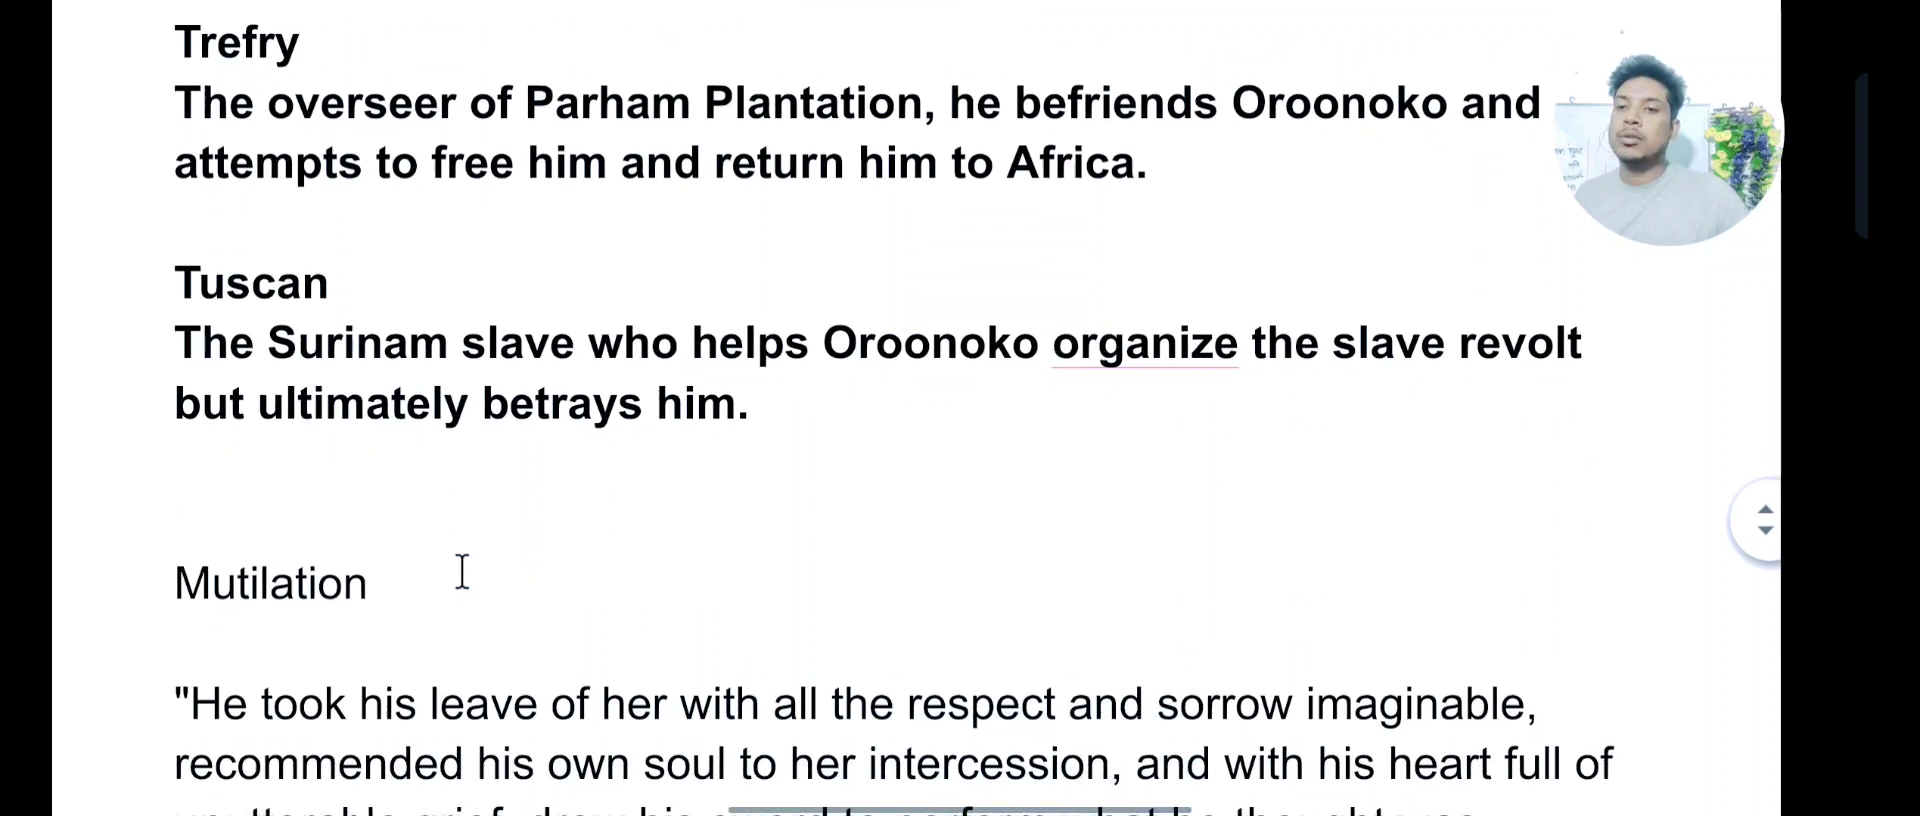 Trefry
The overseer of Parham Plantation, he befriends Oroonoko and
attempts to free him and return him to Africa.
Tuscan
The Surinam slave who helps Oroonoko organize the slave revolt
but ultimately betrays him.
Mutilation
"He took his leave of her with all the respect and sorrow imaginable,
recommended his own soul to her intercession, and with his heart full of